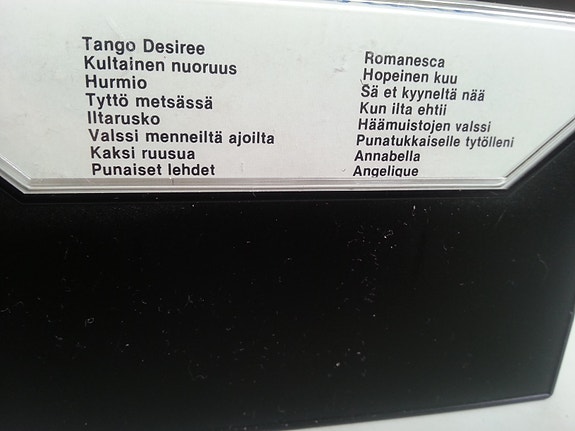 Tango Desiree
Kultainen nuoruus
Hurmio
Tyttö metsässä
Iltarusko
Valssi menneiltä ajoilta
Kaksi ruusua
Punaiset lehdet
Romanesca
Hopeinen kuu
Sä et kyyneltä nää
Kun ilta ehtii
Häämuistojen valssi
Punatukkaiselle tytölleni
Annabella
Angelique